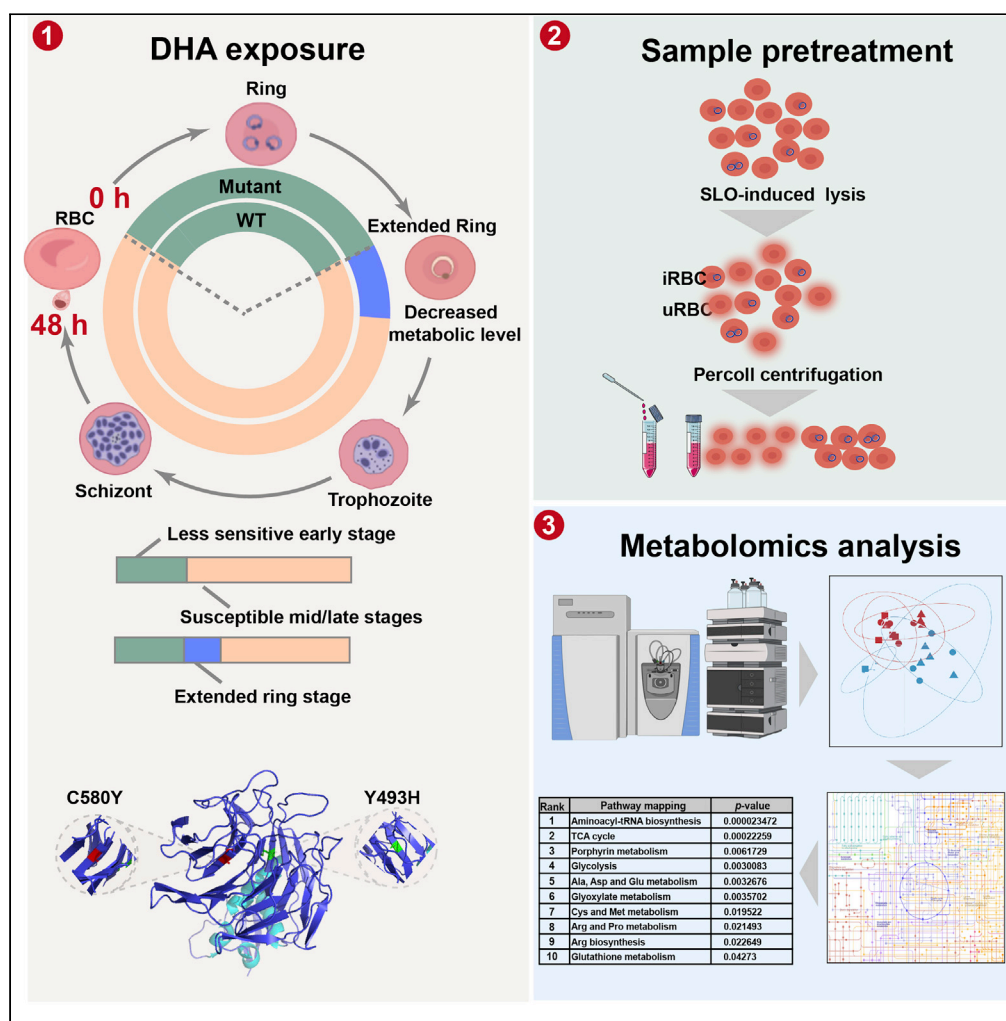 1
DHA exposure
Ring
0 h
Mutant
WT
RBC
Extended Ring
48 h
Decreased
metabolic level
Schizont
Trophozoite
Less sensitive early stage
Susceptible mid/late stages
Extended ring stage
C580Y
Y493H
2
Sample pretreatment
SLO-induced lysis
iRBC
uRBC
Percoll centrifugation
3
Metabolomics analysis
Rank Pathway mapping p-value
1 Aminoacyl-tRNA biosynthesis 0.000023472
2 TCA cycle 0.00022259
3 Porphyrin metabolism 0.0061729
4 Glycolysis 0.0030083
5 Ala, Asp and Glu metabolism 0.0032676
6 Glyoxylate metabolism 0.0035702
7 Cys and Met metabolism 0.019522
8 Arg and Pro metabolism 0.021493
9 Arg biosynthesis 0.022649
10 Glutathione metabolism 0.04273